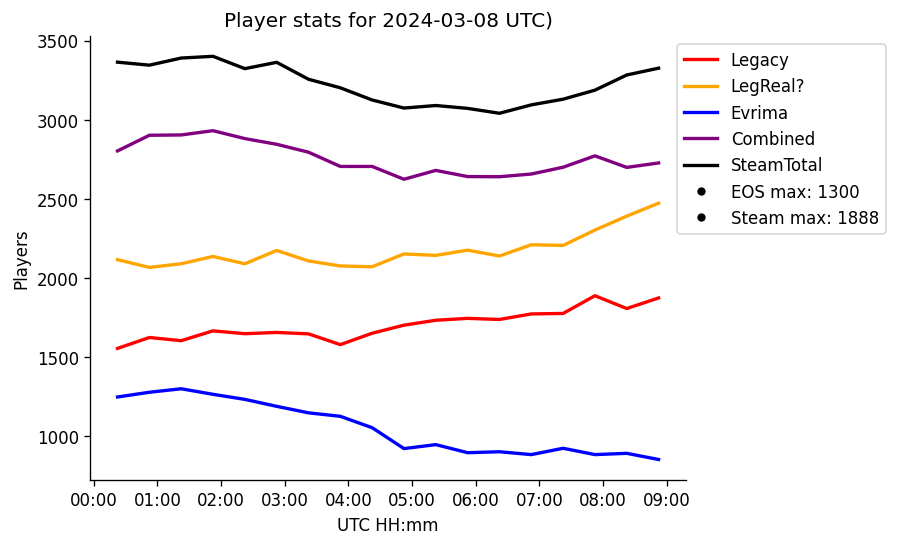 Player stats for 2024-03-08 UTC)
3500
3000
2500
2000
1500
1000
Players
00:00 01:00 02:00 03:00 04:00 05:00 06:00 07:00 08:00 09:00
UTC HH:mm
Legacy
LegReal?
Evrima
Combined
SteamTotal
EOS max: 1300
Steam max: 1888